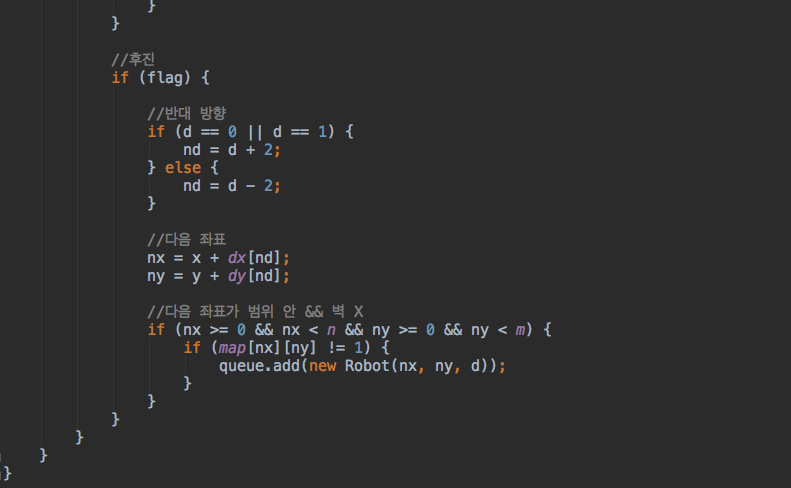 }
}
//후진
if (flag) {
//반대 방향
if (d == 0 || d == 1) {
nd = d + 2;
} else {
nd = d - 2;
}
//다음 좌표
nx = x + dx[nd];
ny = y + dy[nd];
//다음 좌표가 범위 안 && 벽 X
if (nx >= 0 && nx < n && ny >= 0 && ny < m) {
if (map[nx][ny] != 1) {
queue.add(new Robot(nx, ny, d));
}
}
}
}
}
}